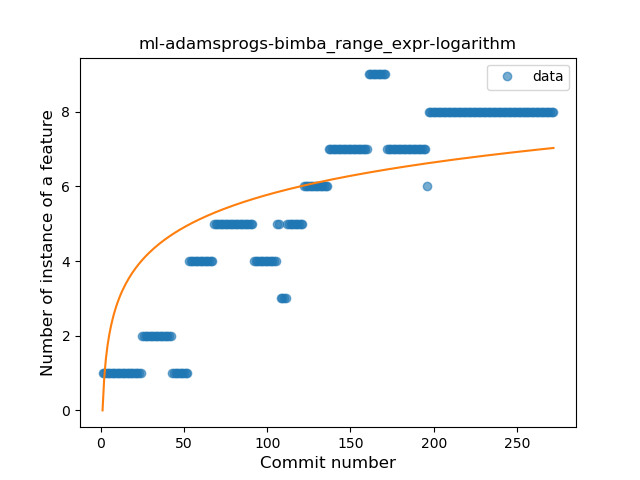 ml-adamsprogs-bimba_range_expr-logarithm
data
Number of instance of a feature
8
6
4
2
0
0 50 100 150 200 250
Commit number